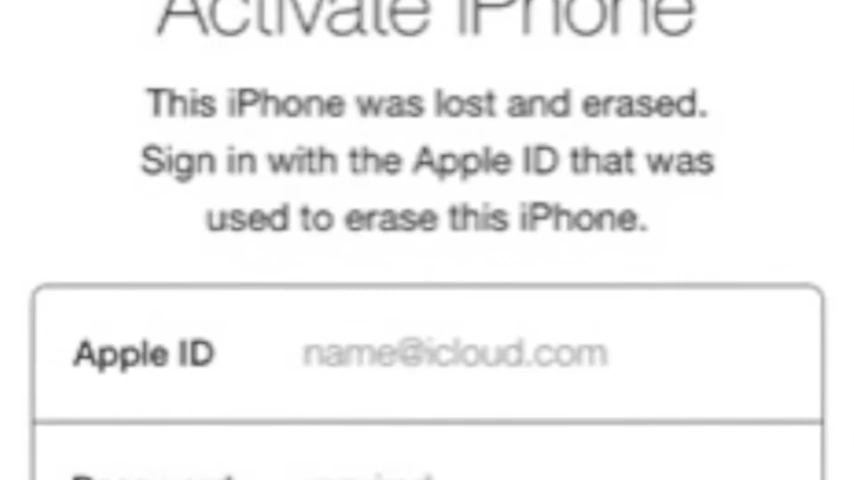 Activate iPhone
This iPhone was lost and erased.
Sign in with the Apple ID that was
used to erase this iPhone.
Apple ID name@icloud.com